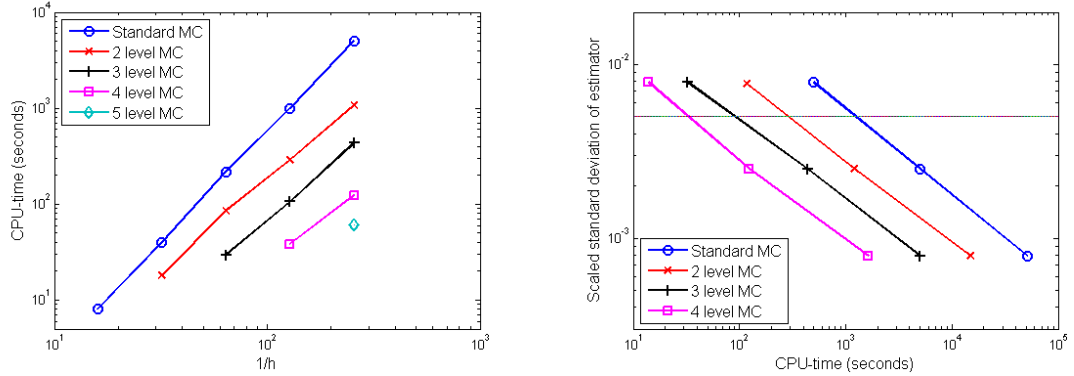 10^4
10^3
10^2
10^1
CPU-time (seconds)
Standard MC
2 level MC
3 level MC
4 level MC
5 level MC
10^1
10^2
10^3
1/h
10^-2
10^-3
Scaled standard deviation of estimator
Standard MC
2 level MC
3 level MC
4 level MC
10^1
10^2
10^3
10^4
10^5
CPU-time (seconds)